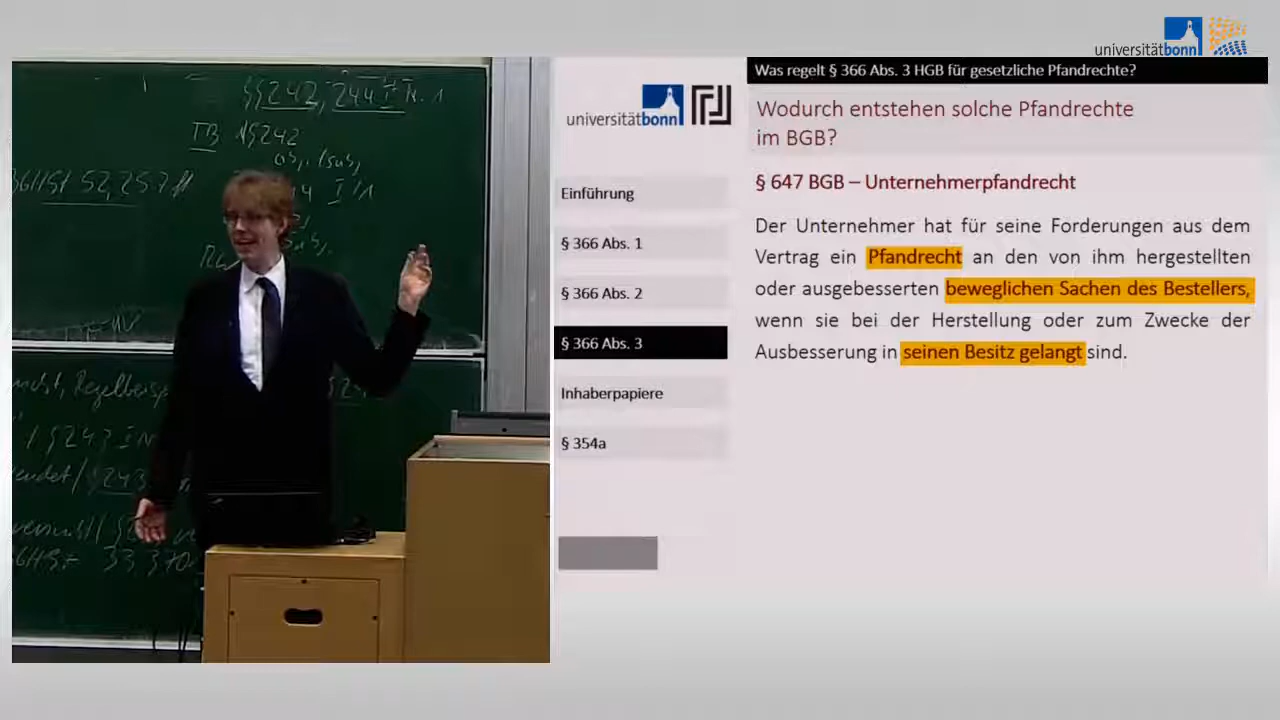 universitätbonn
§§242, 244 I N. 1
TB §242
Was regelt § 366 Abs. 3 HGB für gesetzliche Pfandrechte?
universitätbonn
Wodurch entstehen solche Pfandrechte
im BGB?
§ 647 BGB – Unternehmerpfandrecht
Der Unternehmer hat für seine Forderungen aus dem
Vertrag ein Pfandrecht an den von ihm hergestellten
oder ausgebesserten beweglichen Sachen des Bestellers,
wenn sie bei der Herstellung oder zum Zwecke der
Ausbesserung in seinen Besitz gelangt sind.
Einführung
§ 366 Abs. 1
§ 366 Abs. 2
§ 366 Abs. 3
Inhaberpapiere
§ 354a